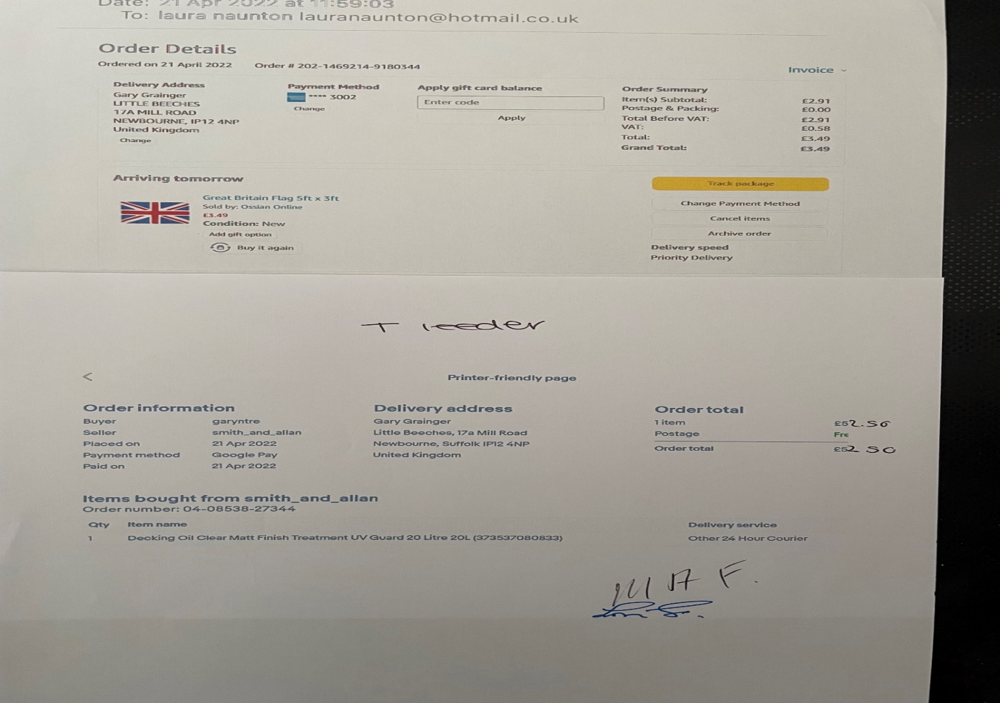 Date: 21 Apr 2022 at 11:59:03
To: laura naunton lauranaunton@hotmail.co.uk
Order Details
Ordered on 21 April 2022 Order # 202-1469214-9180344
Invoice
Delivery Address
Gary Grainger
LITTLE BEECHES
17A MILL ROAD
NEWBOURNE, IP12 4NP
United Kingdom
Change
Payment Method
**** 3002
Change
Apply gift card balance
Enter code
Apply
Order Summary
Item(s) Subtotal: £2.91
Postage & Packing: £0.00
Total Before VAT: £2.91
VAT: £0.58
Total: £3.49
Grand Total: £3.49
Arriving tomorrow
Great Britain Flag 5ft x 3ft
Sold by: Ossian Online
£3.49
Condition: New
Add gift option
Buy it again
Track package
Change Payment Method
Cancel items
Archive order
Delivery speed
Priority Delivery
T leeder
<
Printer-friendly page
Order information
Buyer garyntre
Seller smith_and_allan
Placed on 21 Apr 2022
Payment method Google Pay
Paid on 21 Apr 2022
Delivery address
Gary Grainger
Little Beeches, 17a Mill Road
Newbourne, Suffolk IP12 4NP
United Kingdom
Order total
1 item £52.50
Postage Fre
Order total £52.50
Items bought from smith_and_allan
Order number: 04-08538-27344
Qty Item name Delivery service
1 Decking Oil Clear Matt Finish Treatment UV Guard 20 Litre 20L (373537080833) Other 24 Hour Courier
M A F.